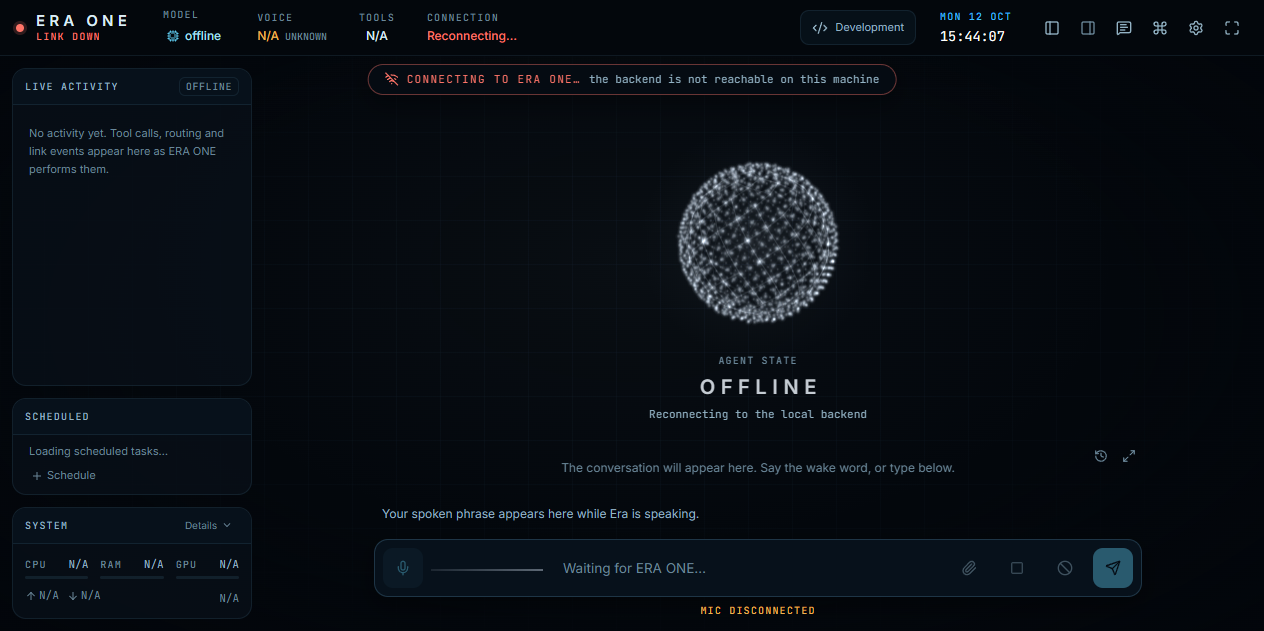 ERA ONE
LINK DOWN
MODEL
offline
VOICE
N/A UNKNOWN
TOOLS
N/A
CONNECTION
Reconnecting...
</> Development
MON 12 OCT
15:44:07
LIVE ACTIVITY
OFFLINE
No activity yet. Tool calls, routing and
link events appear here as ERA ONE
performs them.
CONNECTING TO ERA ONE… the backend is not reachable on this machine
AGENT STATE
OFFLINE
Reconnecting to the local backend
SCHEDULED
Loading scheduled tasks...
+ Schedule
The conversation will appear here. Say the wake word, or type below.
Your spoken phrase appears here while Era is speaking.
SYSTEM
Details
CPU N/A RAM N/A GPU N/A
↑ N/A ↓ N/A N/A
Waiting for ERA ONE...
MIC DISCONNECTED